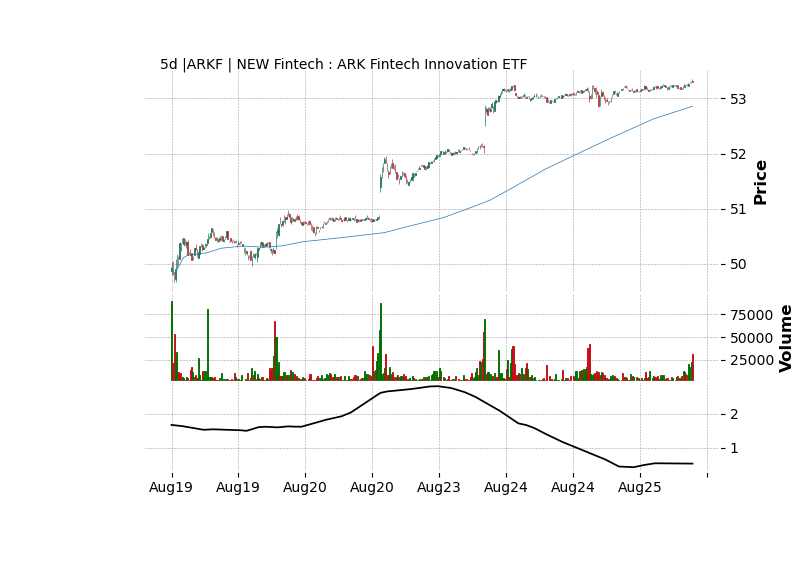 5d |ARKF | NEW Fintech : ARK Fintech Innovation ETF
53
52
51
50
Price
75000
50000
25000
Volume
2
1
Aug19 Aug19 Aug20 Aug20 Aug23 Aug24 Aug24 Aug25